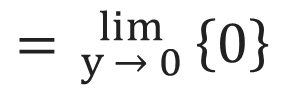 = lim y → 0 {0}